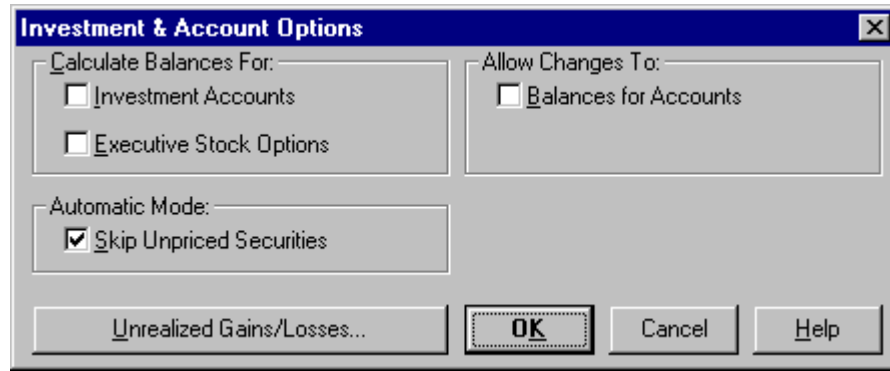 Investment & Account Options
Calculate Balances For:
Investment Accounts
Executive Stock Options
Allow Changes To:
Balances for Accounts
Automatic Mode:
Skip Unpriced Securities
Unrealized Gains/Losses... OK Cancel Help